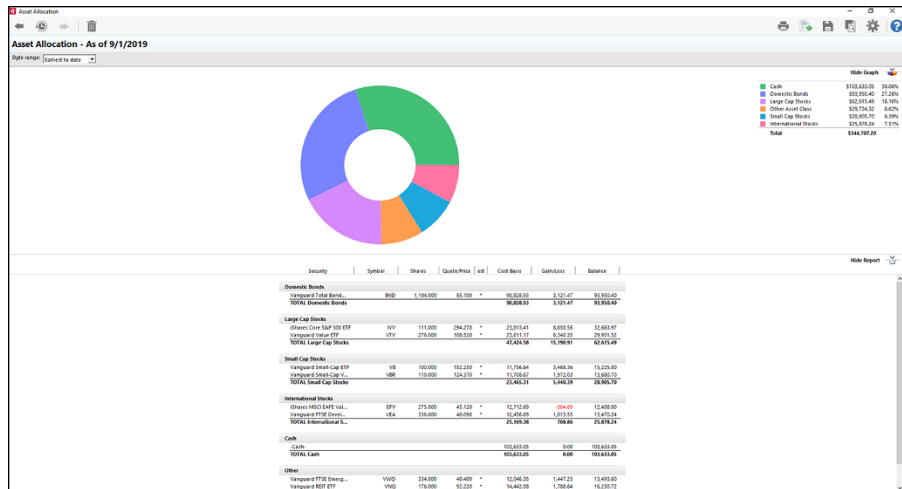 Asset Allocation
Asset Allocation - As of 9/1/2019
Date range: Earliest to date
Hide Graph
Cash $103,633.05 30.06%
Domestic Bonds $93,950.40 27.26%
Large Cap Stocks $62,615.49 18.16%
Other Asset Class $29,724.32 8.62%
Small Cap Stocks $28,905.70 8.39%
International Stocks $25,878.24 7.51%
Total $344,707.20
Hide Report
Security Symbol Shares Quote/Price est Cost Basis Gain/Loss Balance
Domestic Bonds
Vanguard Total Bond... BND 1,104.000 85.100 * 90,828.93 3,121.47 93,950.40
TOTAL Domestic Bonds 90,828.93 3,121.47 93,950.40
Large Cap Stocks
iShares Core S&P 500 ETF IVV 111.000 294.270 * 23,813.41 8,850.56 32,663.97
Vanguard Value ETF VTV 276.000 108.520 * 23,611.17 6,340.35 29,951.52
TOTAL Large Cap Stocks 47,424.58 15,190.91 62,615.49
Small Cap Stocks
Vanguard Small-Cap ETF VB 100.000 152.250 * 11,756.64 3,468.36 15,225.00
Vanguard Small-Cap V... VBR 110.000 124.370 * 11,708.67 1,972.03 13,680.70
TOTAL Small Cap Stocks 23,465.31 5,440.39 28,905.70
International Stocks
iShares MSCI EAFE Val... EFV 275.000 45.120 * 12,712.69 -304.69 12,408.00
Vanguard FTSE Devel... VEA 336.000 40.090 * 12,456.69 1,013.55 13,470.24
TOTAL International S... 25,169.38 708.86 25,878.24
Cash
-Cash- 103,633.05 0.00 103,633.05
TOTAL Cash 103,633.05 0.00 103,633.05
Other
Vanguard FTSE Emerg... VWO 334.000 40.400 * 12,046.35 1,447.25 13,493.60
Vanguard REIT ETF VNQ 176.000 92.220 * 14,442.08 1,788.64 16,230.72